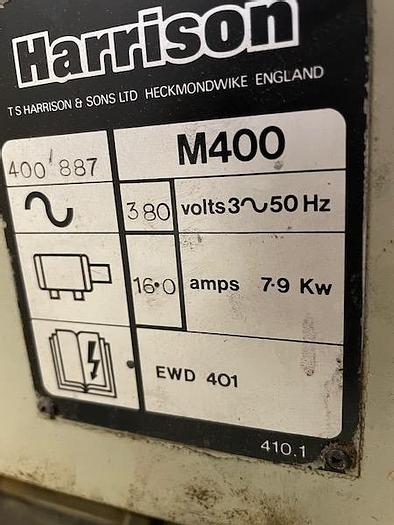 Harrison
T S HARRISON & SONS LTD HECKMONDWIKE ENGLAND
400'887 M400
380 volts 3∿50 Hz
16·0 amps 7·9 Kw
EWD 401
410.1